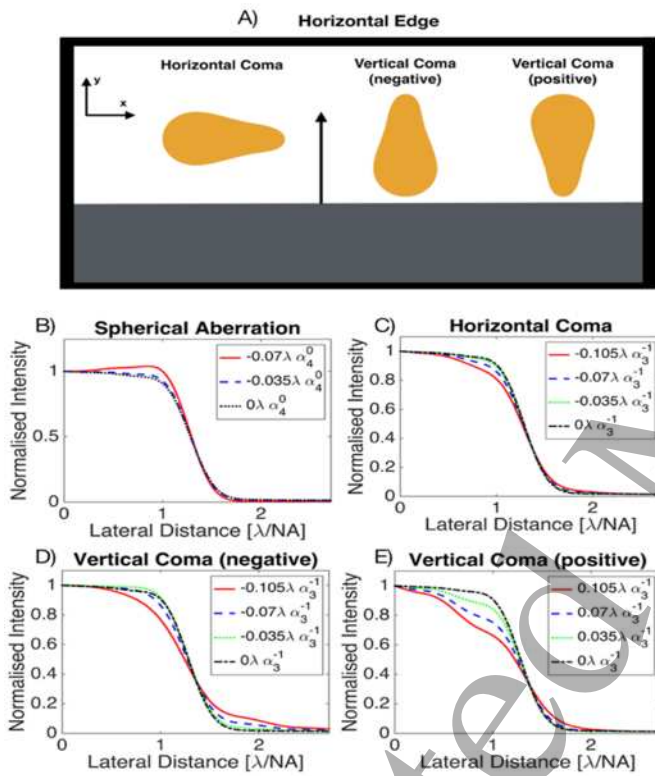 A) Horizontal Edge
Horizontal Coma
Vertical Coma
(negative)
Vertical Coma
(positive)
y
x
B) Spherical Aberration
Normalised Intensity
1
0.5
0
-0.07λ α₄⁰
-0.035λ α₄⁰
0λ α₄⁰
0 1 2
Lateral Distance [λ/NA]
C) Horizontal Coma
Normalised Intensity
1
0.8
0.6
0.4
0.2
0
-0.105λ α₃⁻¹
-0.07λ α₃⁻¹
-0.035λ α₃⁻¹
0λ α₃⁻¹
0 1 2
Lateral Distance [λ/NA]
D) Vertical Coma (negative)
Normalised Intensity
1
0.8
0.6
0.4
0.2
0
-0.105λ α₃⁻¹
-0.07λ α₃⁻¹
-0.035λ α₃⁻¹
0λ α₃⁻¹
0 1 2
Lateral Distance [λ/NA]
E) Vertical Coma (positive)
Normalised Intensity
1
0.8
0.6
0.4
0.2
0
0.105λ α₃⁻¹
0.07λ α₃⁻¹
0.035λ α₃⁻¹
0λ α₃⁻¹
0 1 2
Lateral Distance [λ/NA]